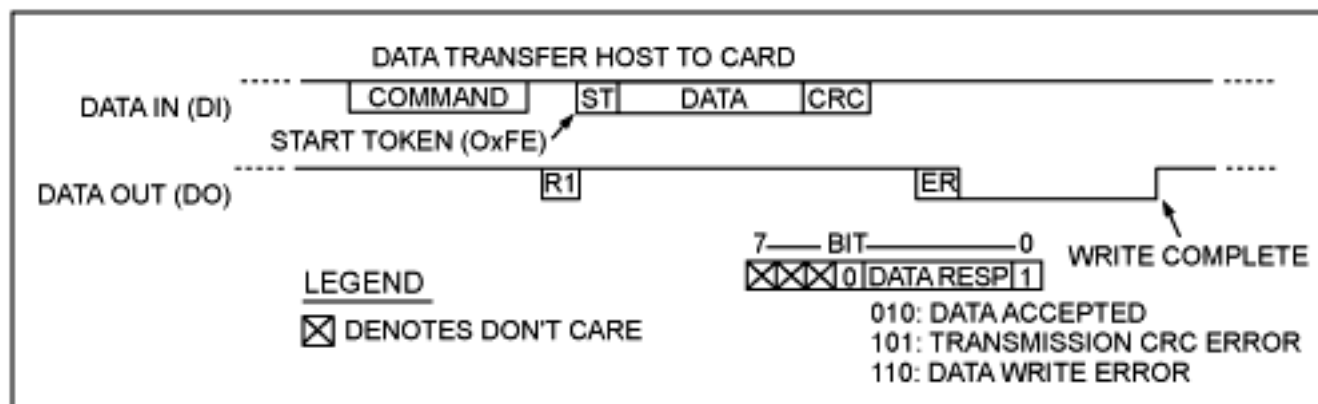 DATA TRANSFER HOST TO CARD
DATA IN (DI)
COMMAND
ST
DATA
CRC
START TOKEN (OxFE)
DATA OUT (DO)
R1
ER
WRITE COMPLETE
7 BIT 0
0 DATA RESP 1
LEGEND
DENOTES DON'T CARE
010: DATA ACCEPTED
101: TRANSMISSION CRC ERROR
110: DATA WRITE ERROR